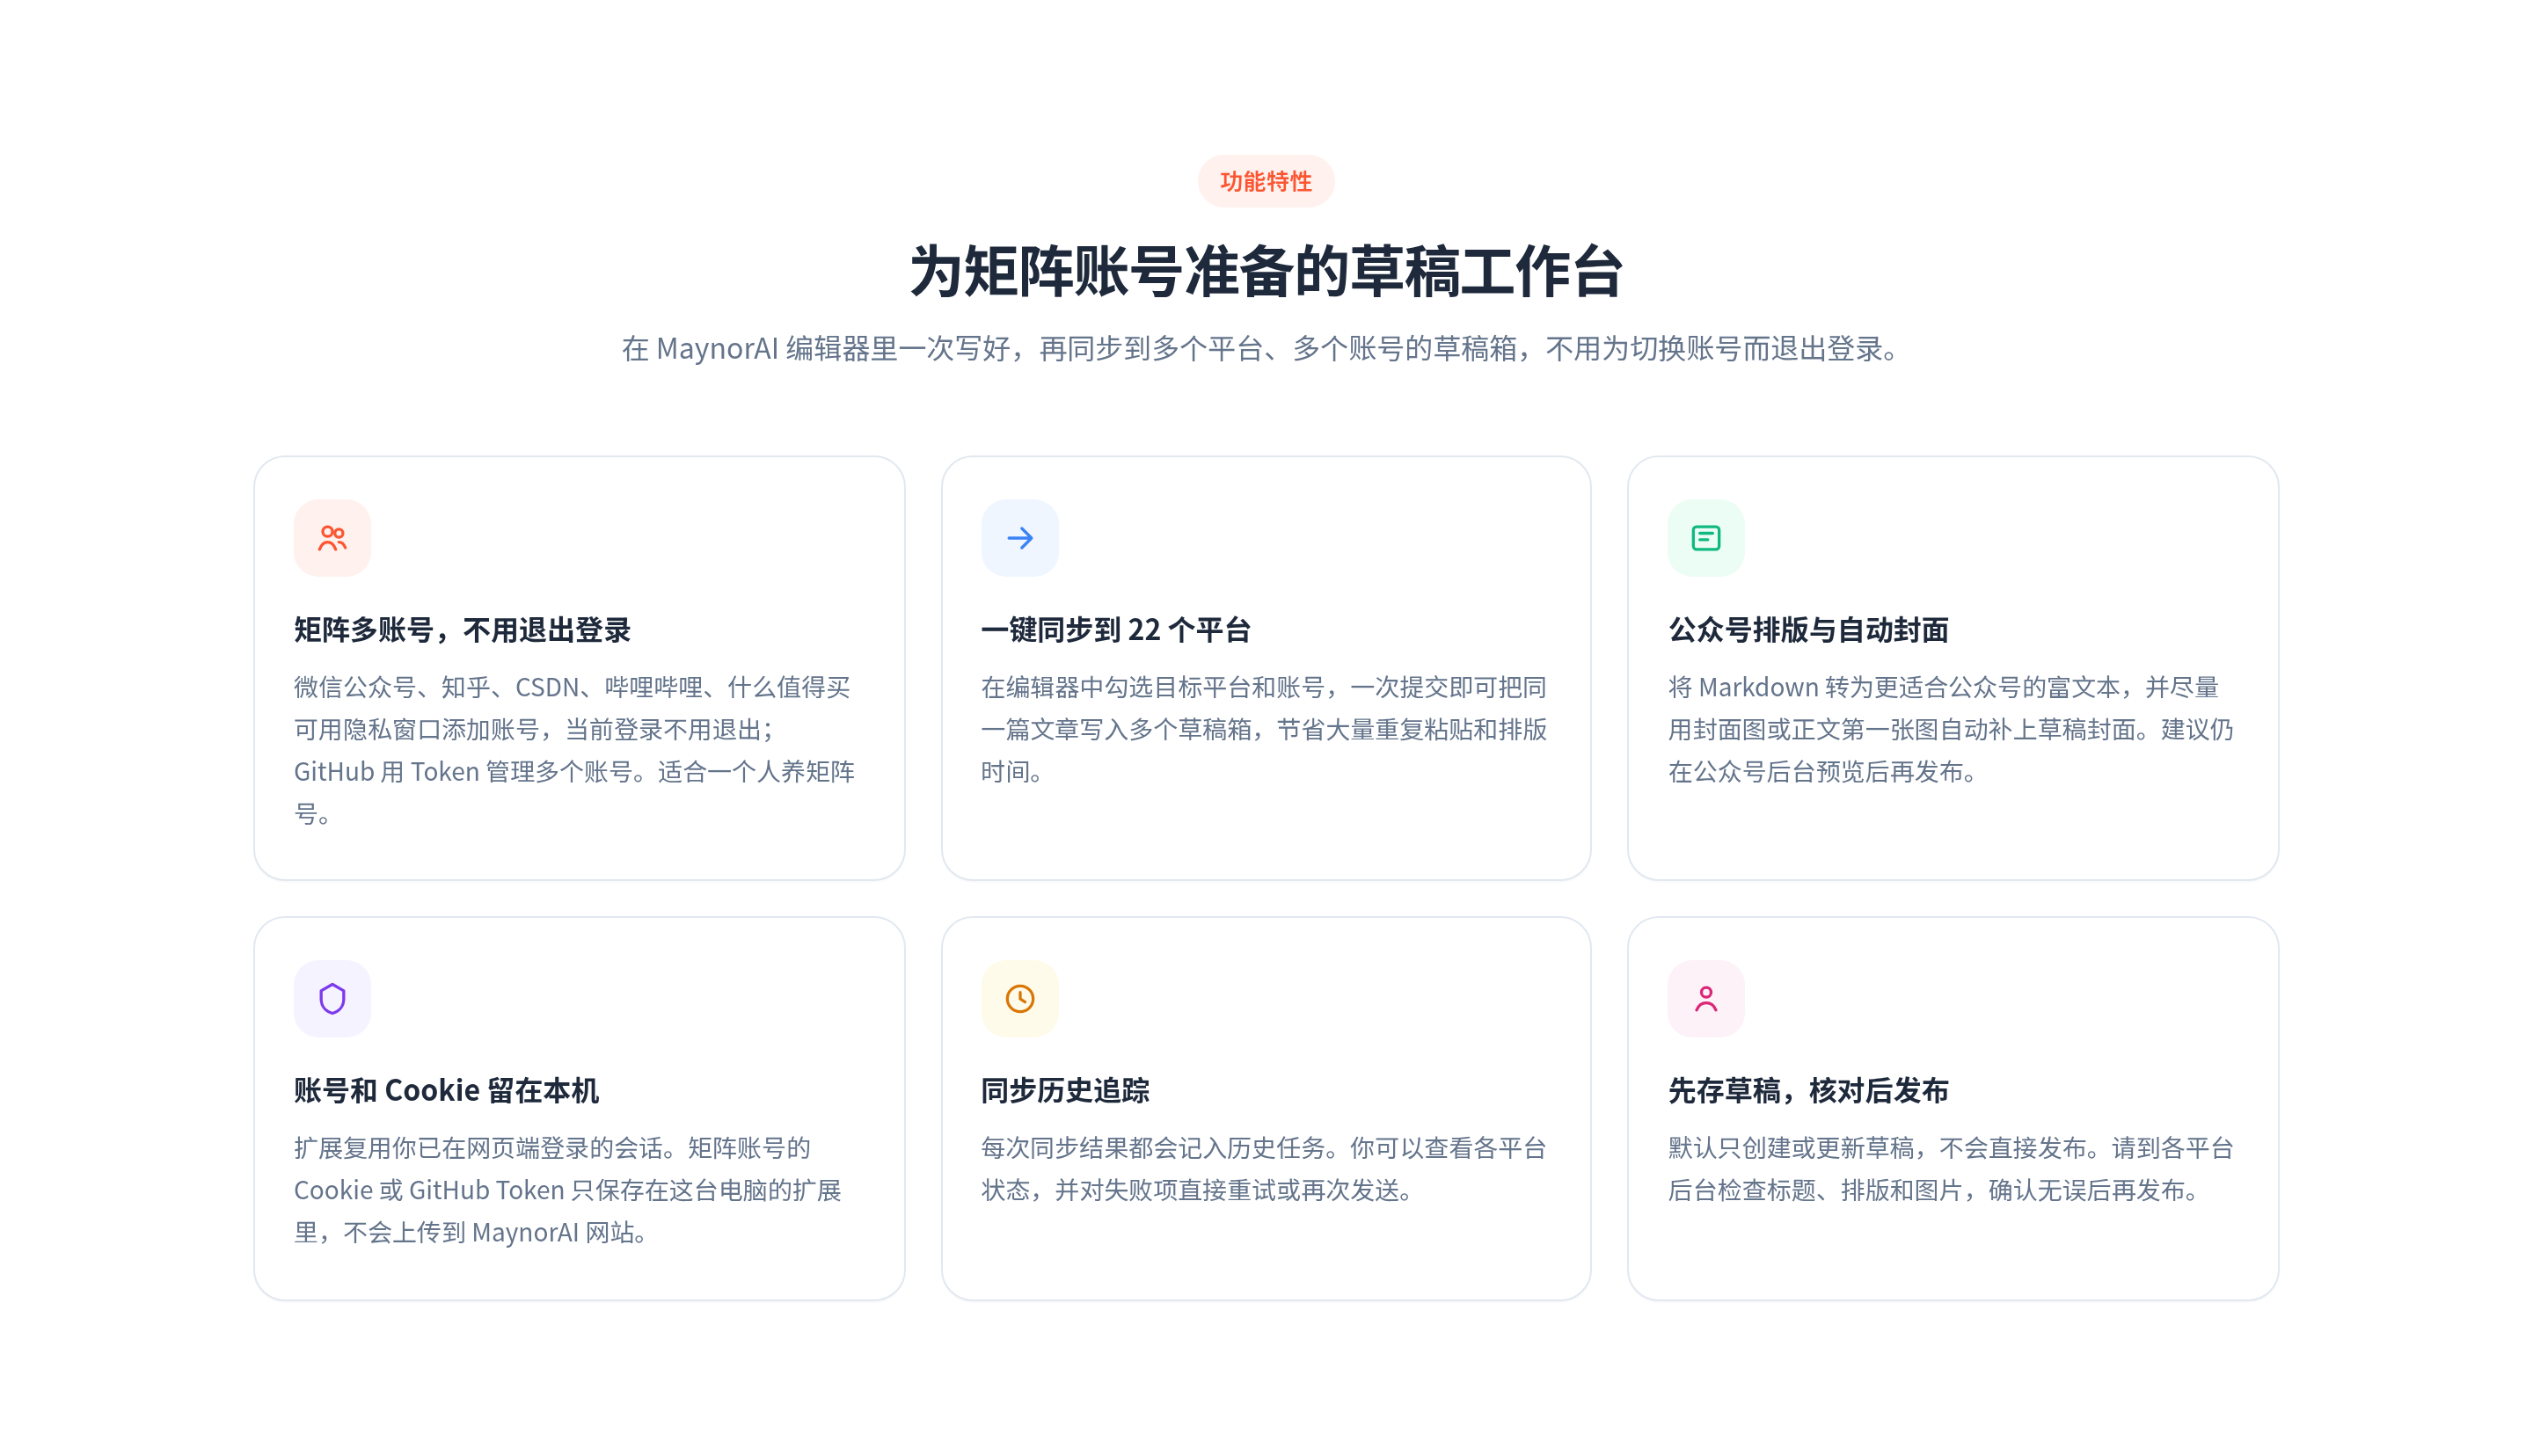 功能特性
为矩阵账号准备的草稿工作台
在 MaynorAI 编辑器里一次写好，再同步到多个平台、多个账号的草稿箱，不用为切换账号而退出登录。
矩阵多账号，不用退出登录
微信公众号、知乎、CSDN、哔哩哔哩、什么值得买
可用隐私窗口添加账号，当前登录不用退出；
GitHub 用 Token 管理多个账号。适合一个人养矩阵
号。
一键同步到 22 个平台
在编辑器中勾选目标平台和账号，一次提交即可把同
一篇文章写入多个草稿箱，节省大量重复粘贴和排版
时间。
公众号排版与自动封面
将 Markdown 转为更适合公众号的富文本，并尽量
用封面图或正文第一张图自动补上草稿封面。建议仍
在公众号后台预览后再发布。
账号和 Cookie 留在本机
扩展复用你已在网页端登录的会话。矩阵账号的
Cookie 或 GitHub Token 只保存在这台电脑的扩展
里，不会上传到 MaynorAI 网站。
同步历史追踪
每次同步结果都会记入历史任务。你可以查看各平台
状态，并对失败项直接重试或再次发送。
先存草稿，核对后发布
默认只创建或更新草稿，不会直接发布。请到各平台
后台检查标题、排版和图片，确认无误后再发布。